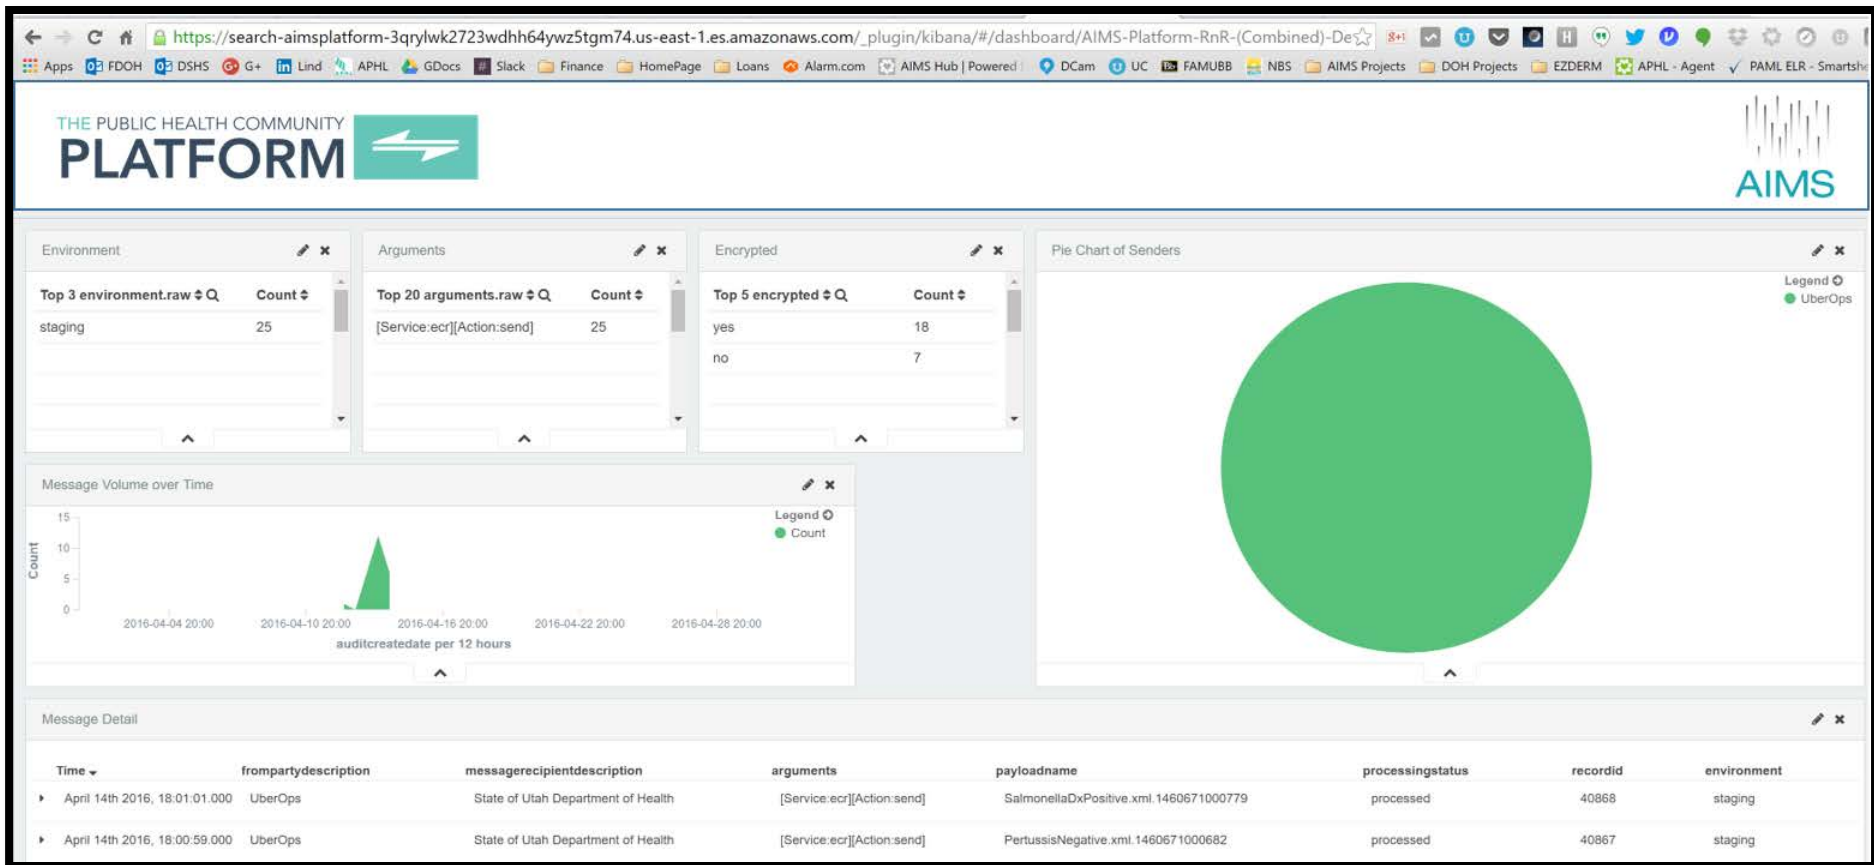 https://search-aimsplatform-3qrylwk2723wdhh64ywz5tgm74.us-east-1.es.amazonaws.com/_plugin/kibana/#/dashboard/AIMS-Platform-RnR-(Combined)-De
Apps FDOH DSHS G+ Lind APHL GDocs Slack Finance HomePage Loans Alarm.com AIMS Hub | Powered DCam UC FAMUBB NBS AIMS Projects DOH Projects EZDERM APHL - Agent PAML ELR - Smartshe
THE PUBLIC HEALTH COMMUNITY
PLATFORM
AIMS
Environment
Top 3 environment.raw Count
staging 25
Arguments
Top 20 arguments.raw Count
[Service:ecr][Action:send] 25
Encrypted
Top 5 encrypted Count
yes 18
no 7
Pie Chart of Senders
Legend
UberOps
Message Volume over Time
Legend
Count
Count
15
10
5
0
2016-04-04 20:00 2016-04-10 20:00 2016-04-16 20:00 2016-04-22 20:00 2016-04-28 20:00
auditcreatedate per 12 hours
Message Detail
Time frompartydescription messagerecipientdescription arguments payloadname processingstatus recordid environment
April 14th 2016, 18:01:01.000 UberOps State of Utah Department of Health [Service:ecr][Action:send] SalmonellaDxPositive.xml.1460671000779 processed 40868 staging
April 14th 2016, 18:00:59.000 UberOps State of Utah Department of Health [Service:ecr][Action:send] PertussisNegative.xml.1460671000682 processed 40867 staging